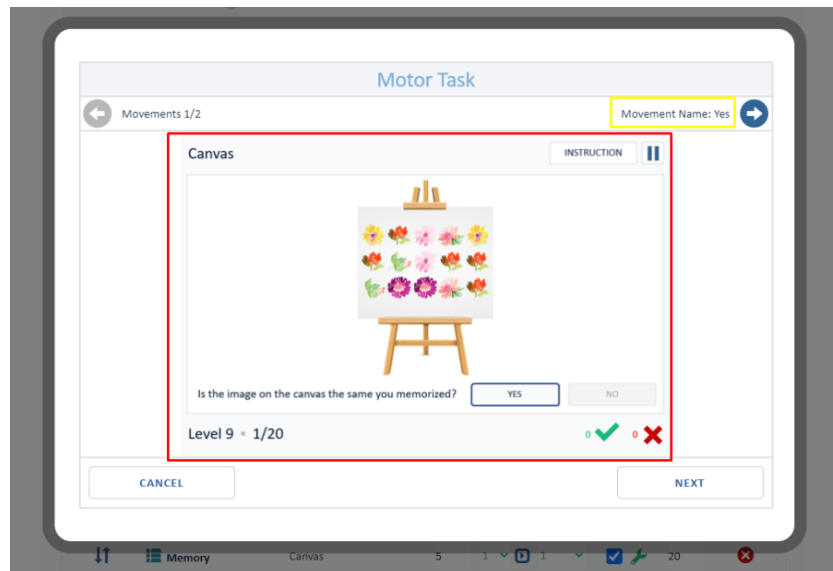 Motor Task
Movements 1/2
Movement Name: Yes
Canvas
INSTRUCTION
Is the image on the canvas the same you memorized?
YES
NO
Level 9 • 1/20
0
0
CANCEL
NEXT
Memory Canvas 5 1 1 20